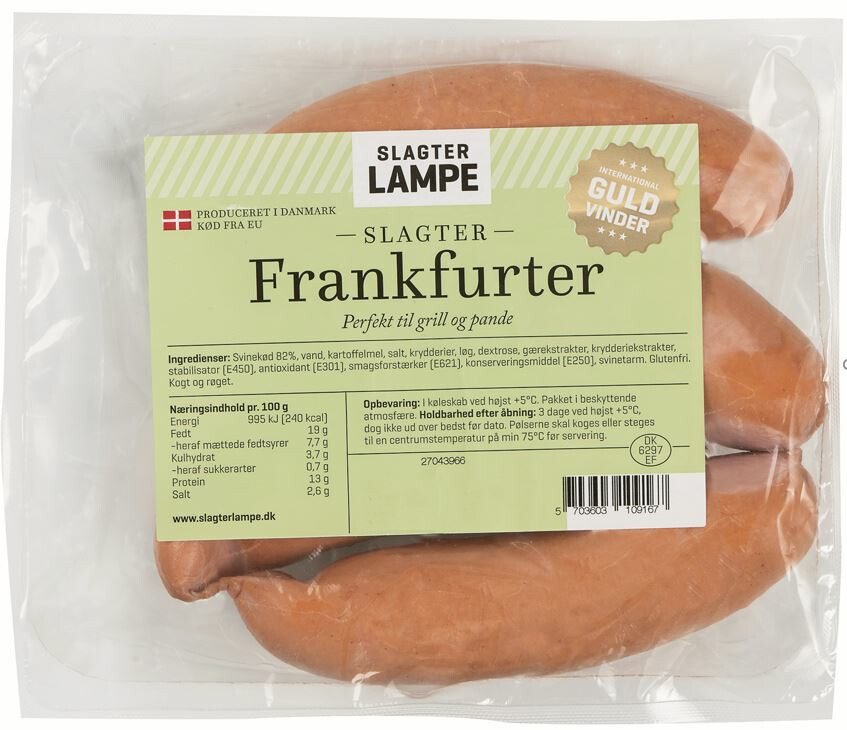 SLAGTER
LAMPE
INTERNATIONAL
GULD
VINDER
PRODUCERET I DANMARK
KØD FRA EU
SLAGTER
Frankfurter
Perfekt til grill og pande
Ingredienser: Svinekød 82%, vand, kartoffelmel, salt, krydderier, løg, dextrose, gærekstrakter, krydderiekstrakter,
stabilisator [E450), antioxidant (E301), smagsforstærker (E621), konserveringsmiddel [E250), svinetarm. Glutenfri.
Kogt og røget.
Næringsindhold pr. 100 g
Energi 995 kJ (240 kcal)
Fedt 19 g
-heraf mættede fedtsyrer 7,7 g
Kulhydrat 3,7 g
-heraf sukkerarter 0,7 g
Protein 13 g
Salt 2,6 g
www.slagterlampe.dk
Opbevaring: I køleskab ved højst +5°C. Pakket i beskyttende
atmosfære. Holdbarhed efter åbning: 3 dage ved højst +5°C,
dog ikke ud over bedst før dato. Pølserne skal koges eller steges
til en centrumstemperatur på min 75°C før servering.
27043966
DK
6297
EF
5 703603 109167